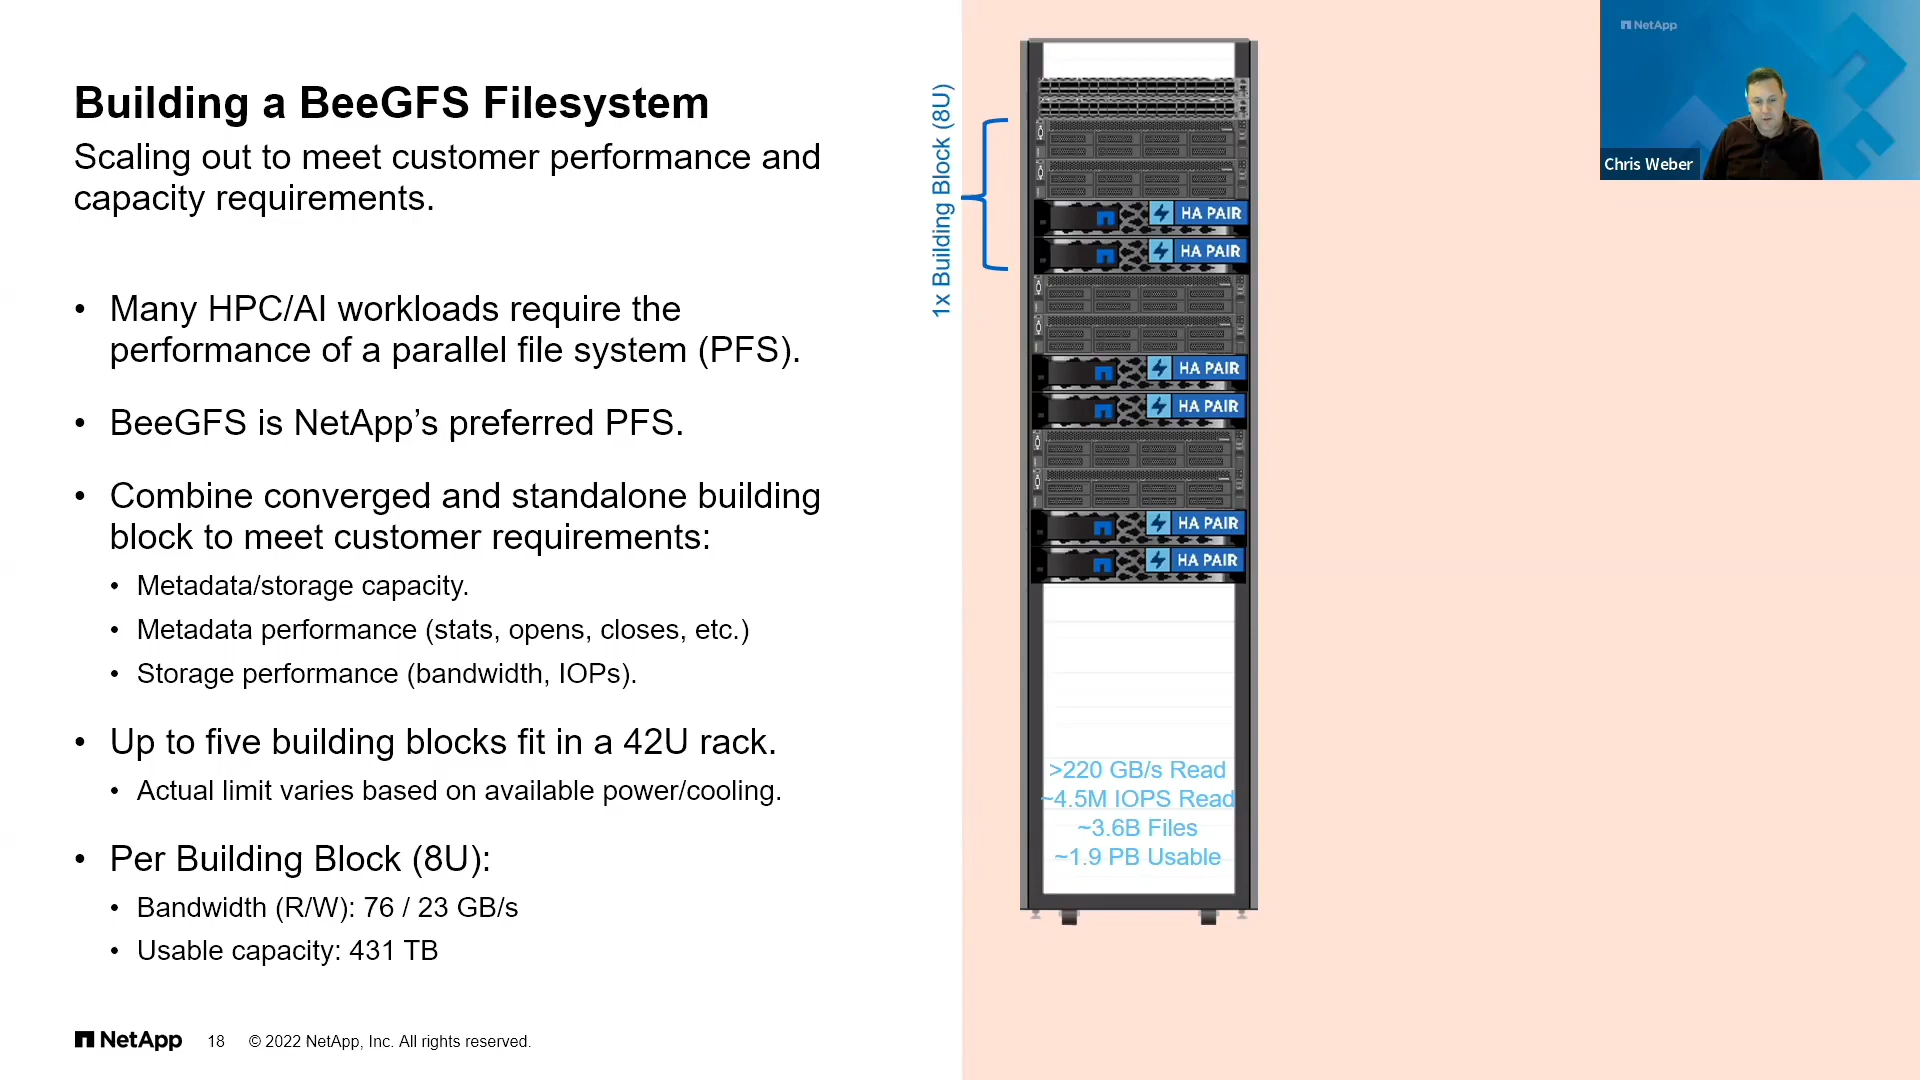 Building a BeeGFS Filesystem
Scaling out to meet customer performance and
capacity requirements.
• Many HPC/AI workloads require the
performance of a parallel file system (PFS).
• BeeGFS is NetApp’s preferred PFS.
• Combine converged and standalone building
block to meet customer requirements:
• Metadata/storage capacity.
• Metadata performance (stats, opens, closes, etc.)
• Storage performance (bandwidth, IOPs).
• Up to five building blocks fit in a 42U rack.
• Actual limit varies based on available power/cooling.
• Per Building Block (8U):
• Bandwidth (R/W): 76 / 23 GB/s
• Usable capacity: 431 TB
NetApp 18 © 2022 NetApp, Inc. All rights reserved.
1x Building Block (8U)
HA PAIR
HA PAIR
HA PAIR
HA PAIR
HA PAIR
HA PAIR
>220 GB/s Read
~4.5M IOPS Read
~3.6B Files
~1.9 PB Usable
NetApp
Chris Weber